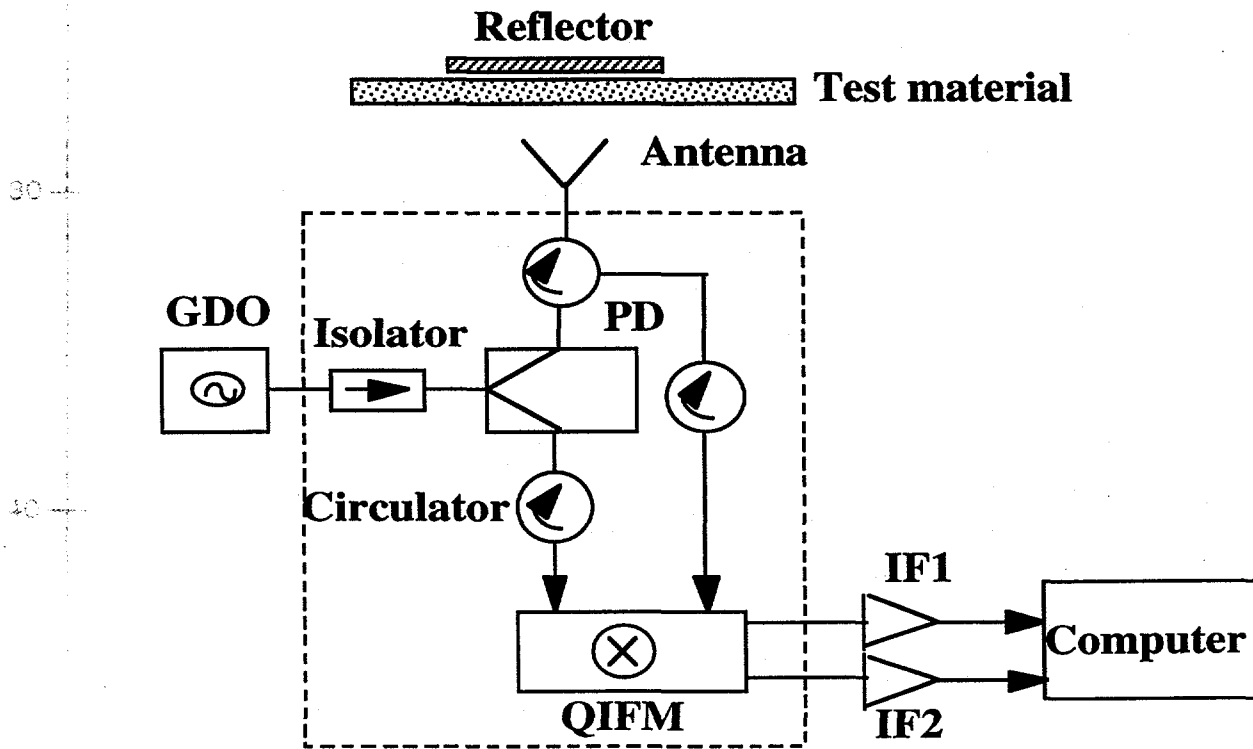 Reflector
Test material
Antenna
30
GDO
Isolator
PD
Circulator
40
IF1
Computer
QIFM
IF2